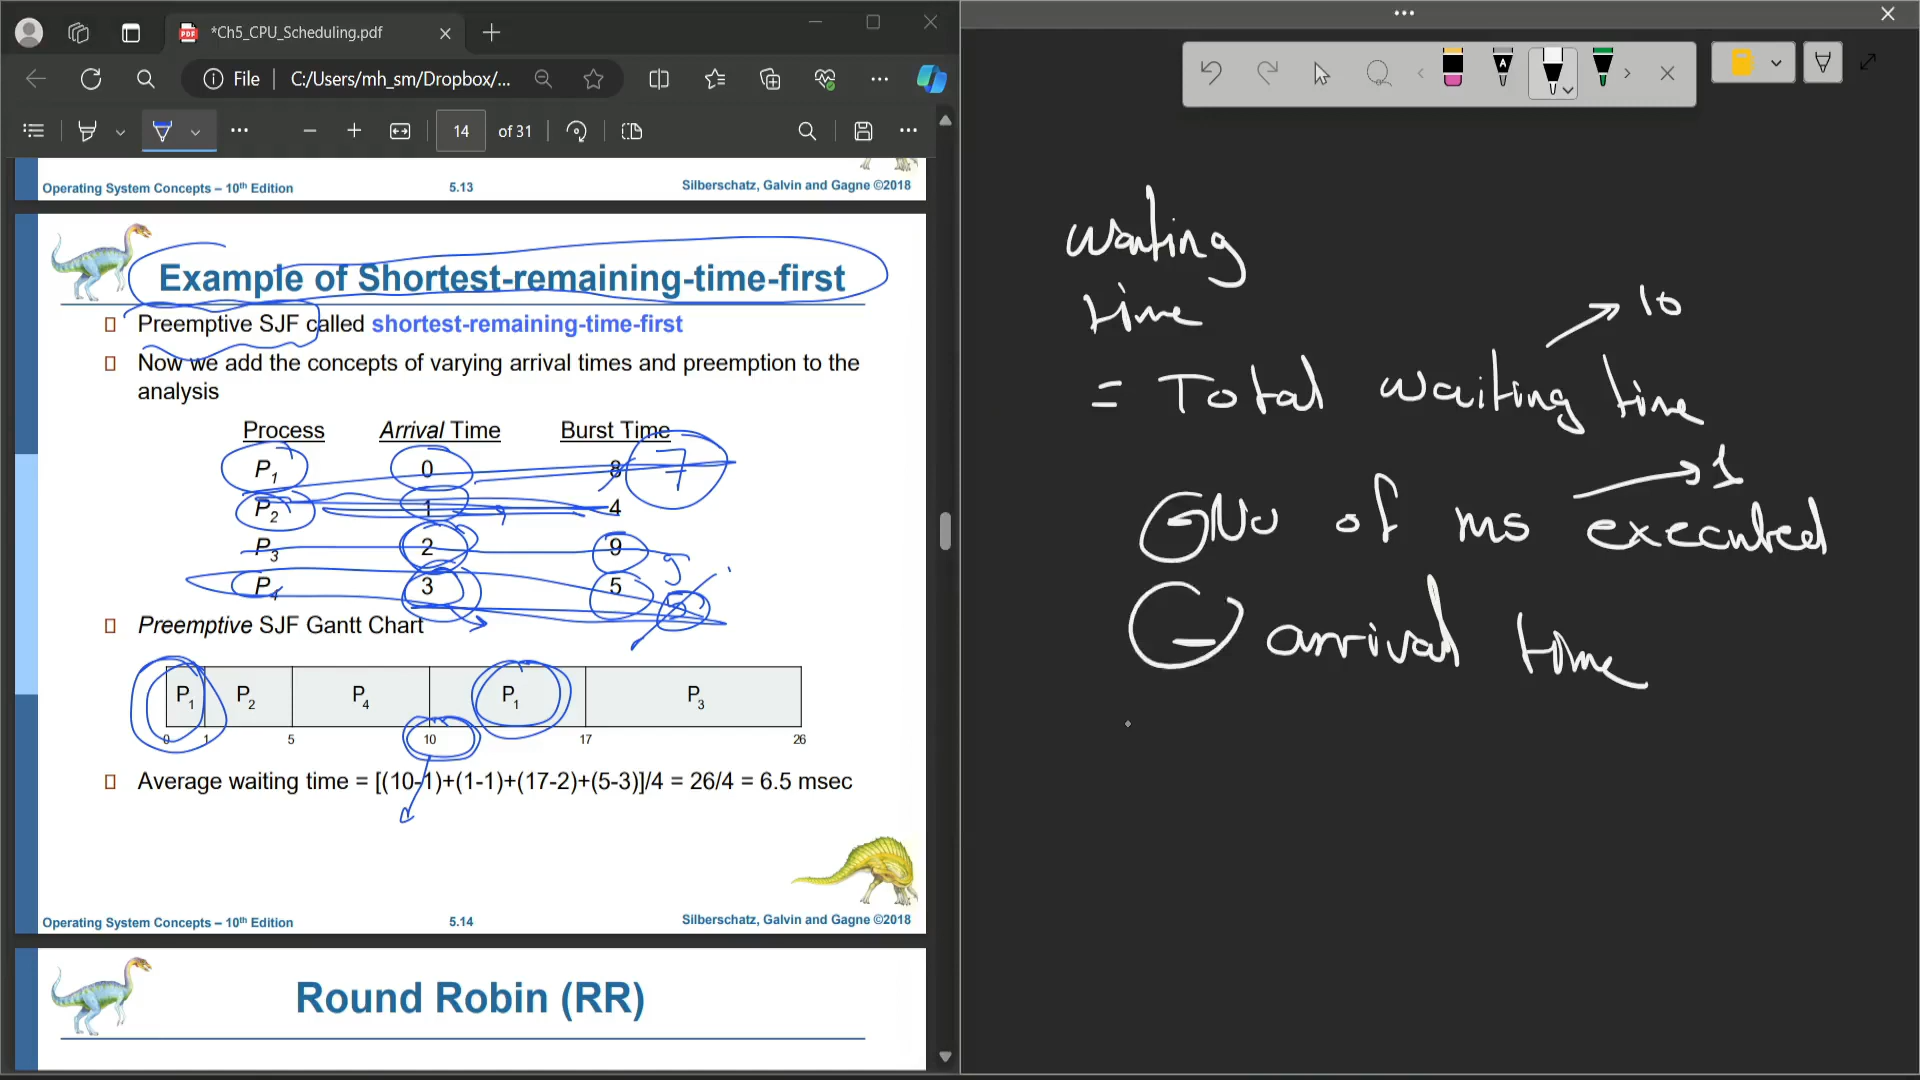 *Ch5_CPU_Scheduling.pdf
File
C:/Users/mh_sm/Dropbox/...
14 of 31
Operating System Concepts – 10th Edition 5.13 Silberschatz, Galvin and Gagne ©2018
Example of Shortest-remaining-time-first
Preemptive SJF called shortest-remaining-time-first
Now we add the concepts of varying arrival times and preemption to the
analysis
Process Arrival Time Burst Time
P1 0 8 7
P2 1 4
P3 2 9 9
P4 3 5 5
Preemptive SJF Gantt Chart
P1 P2 P4 P1 P3
0 1 5 10 17 26
Average waiting time = [(10-1)+(1-1)+(17-2)+(5-3)]/4 = 26/4 = 6.5 msec
Operating System Concepts – 10th Edition 5.14 Silberschatz, Galvin and Gagne ©2018
Round Robin (RR)
A
waiting
time
10
= Total waiting time
1
- No of ms executed
- arrival time